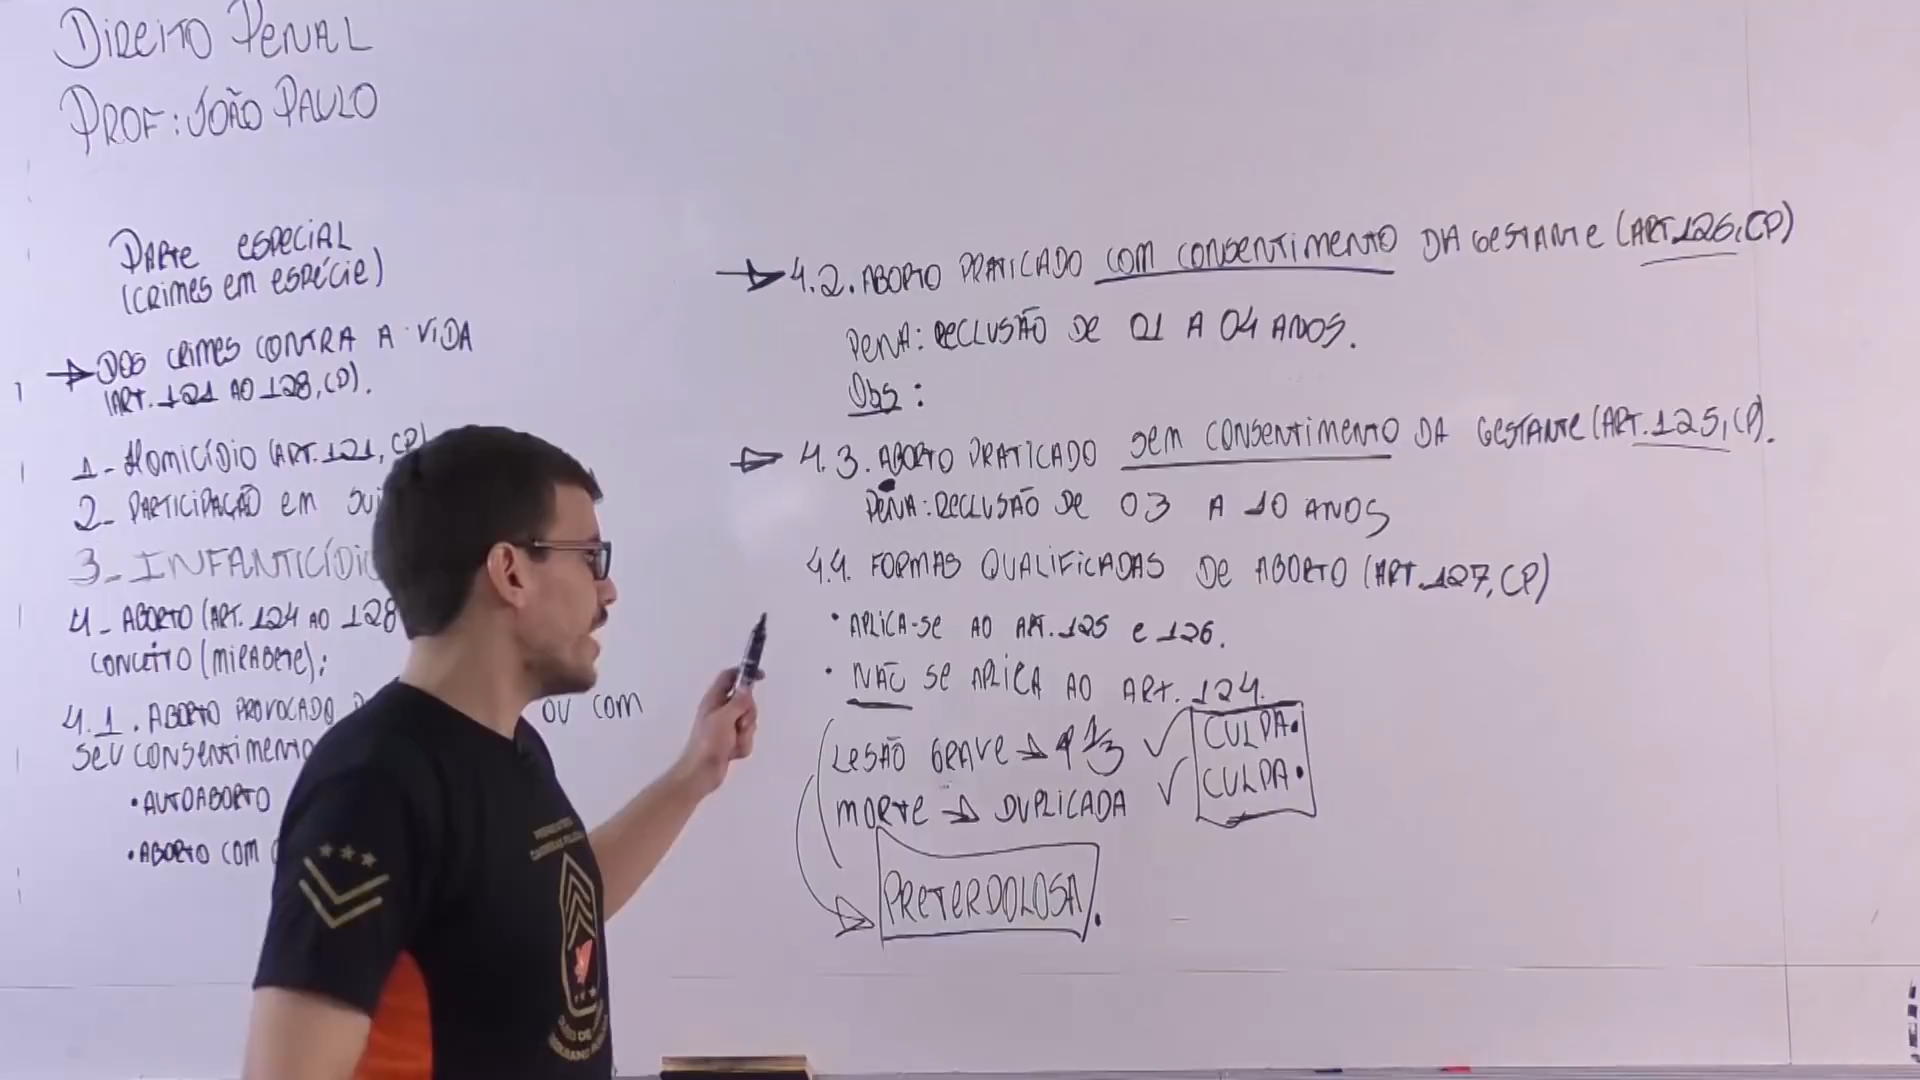 DIREITO PENAL
PROF: JOÃO PAULO
PARTE ESPECIAL
(CRIMES EM ESPÉCIE)
DOS CRIMES CONTRA A VIDA
(ART. 121 AO 128, CP).
1- HOMICÍDIO (ART. 121, CP)
2- PARTICIPAÇÃO EM
3- INFANTICÍDIO
4- ABORTO (ART. 124 AO 128
CONCEITO (MIRABETE):
4.1. ABORTO PROVOCADO OU COM
SEU CONSENTIMENTO
• AUTOABORTO
• ABORTO COM
4.2. ABORTO PRATICADO COM CONSENTIMENTO DA GESTANTE (ART. 126, CP)
PENA: RECLUSÃO DE 01 A 04 ANOS.
Obs:
4.3. ABORTO PRATICADO SEM CONSENTIMENTO DA GESTANTE (ART. 125, CP).
PENA: RECLUSÃO DE 03 A 10 ANOS
4.4. FORMAS QUALIFICADAS DE ABORTO (ART. 127, CP)
• APLICA-SE AO ART. 125 E 126.
• NÃO SE APLICA AO ART. 124.
LESÃO GRAVE → 1/3 ✓ CULPA.
MORTE → DUPLICADA ✓ CULPA.
PRETERDOLOSA.